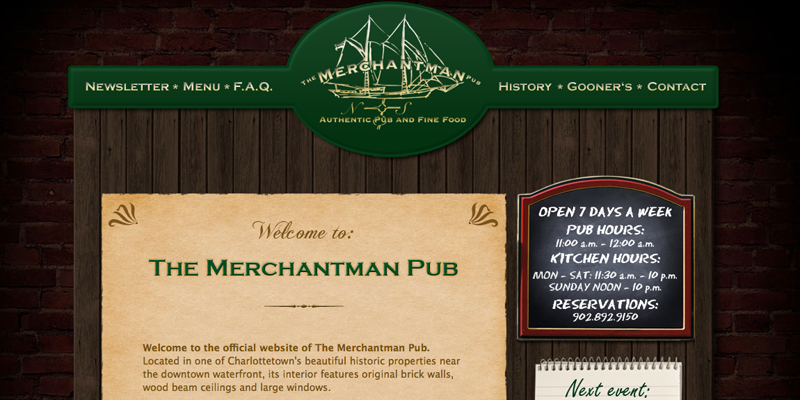 Newsletter * Menu * F.A.Q.
The Merchantman Pub
N S
Authentic Pub and Fine Food
History * Gooner's * Contact
Welcome to:
The Merchantman Pub
Welcome to the official website of The Merchantman Pub.
Located in one of Charlottetown's beautiful historic properties near
the downtown waterfront, its interior features original brick walls,
wood beam ceilings and large windows.
OPEN 7 DAYS A WEEK
PUB HOURS:
11:00 a.m. - 12:00 a.m.
KITCHEN HOURS:
MON - SAT: 11:30 a.m. - 10 p.m.
SUNDAY NOON - 10 p.m.
RESERVATIONS:
902.892.9150
Next event: